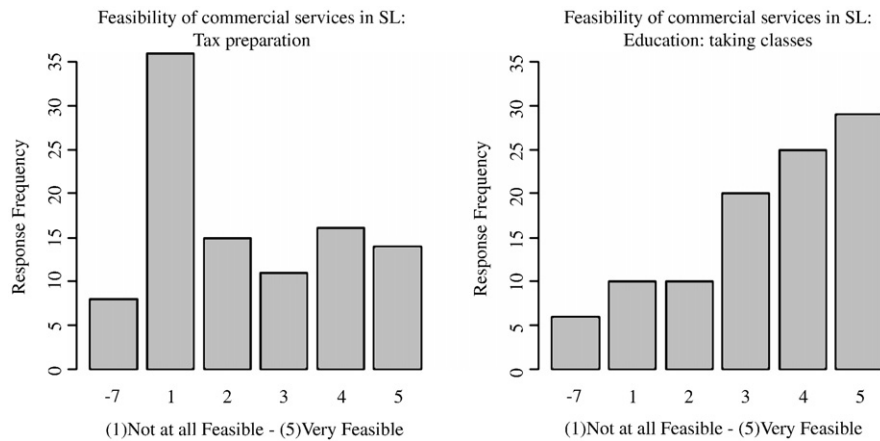 Feasibility of commercial services in SL:
Tax preparation
Response Frequency
0 5 10 15 20 25 30 35
-7 1 2 3 4 5
(1)Not at all Feasible - (5)Very Feasible
Feasibility of commercial services in SL:
Education: taking classes
Response Frequency
0 5 10 15 20 25 30 35
-7 1 2 3 4 5
(1)Not at all Feasible - (5)Very Feasible